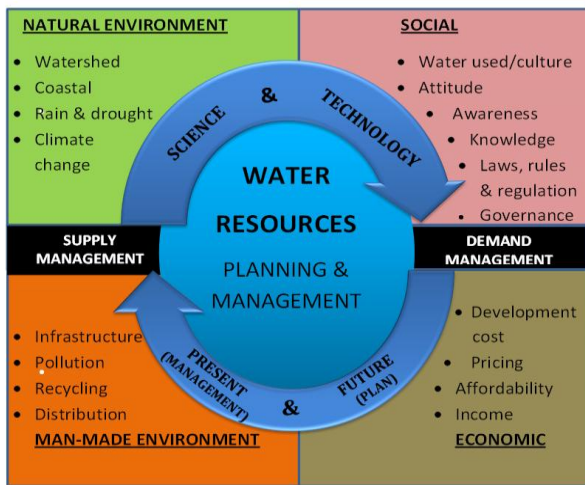 NATURAL ENVIRONMENT
• Watershed
• Coastal
• Rain & drought
• Climate
change
SOCIAL
• Water used/culture
• Attitude
• Awareness
• Knowledge
• Laws, rules
& regulation
• Governance
SCIENCE & TECHNOLOGY
WATER
RESOURCES
PLANNING &
MANAGEMENT
SUPPLY
MANAGEMENT
DEMAND
MANAGEMENT
• Infrastructure
• Pollution
• Recycling
• Distribution
MAN-MADE ENVIRONMENT
PRESENT
(MANAGEMENT)
&
FUTURE
(PLAN)
• Development
cost
• Pricing
• Affordability
• Income
ECONOMIC